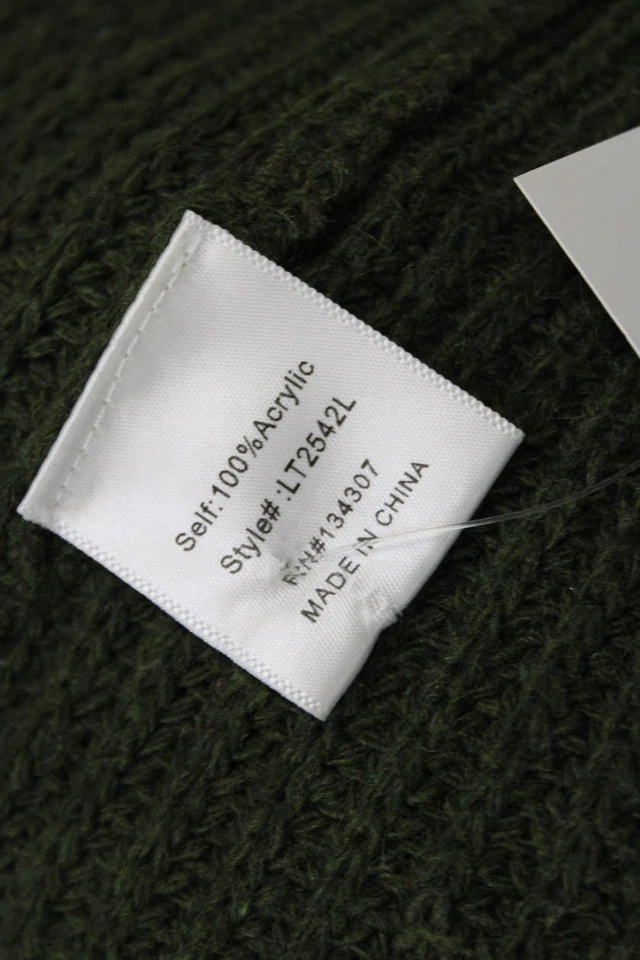 Self:100%Acrylic
Style# :LT2542L
RN#134307
MADE IN CHINA